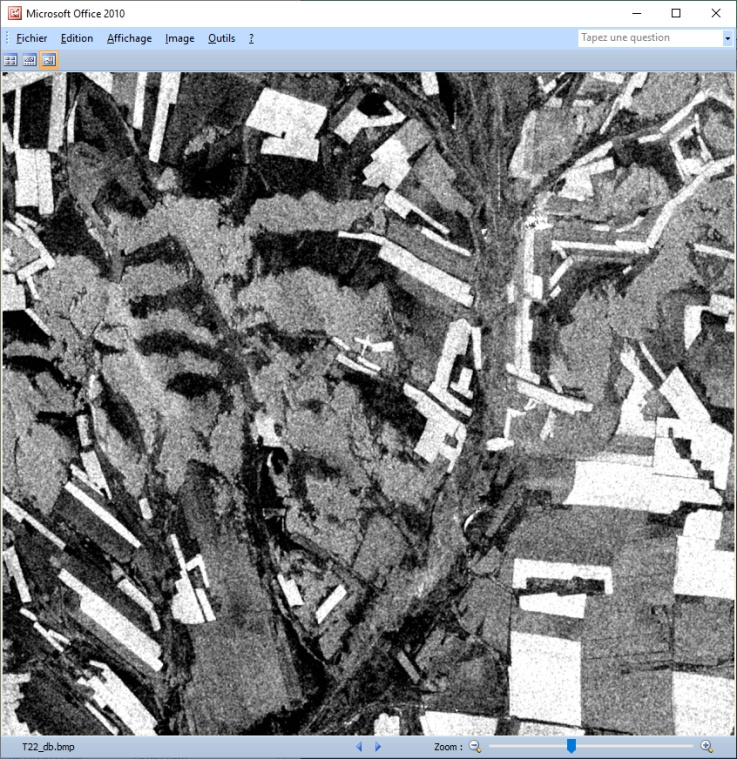 Microsoft Office 2010
Fichier Edition Affichage Image Outils ? Tapez une question
T22_db.bmp Zoom :